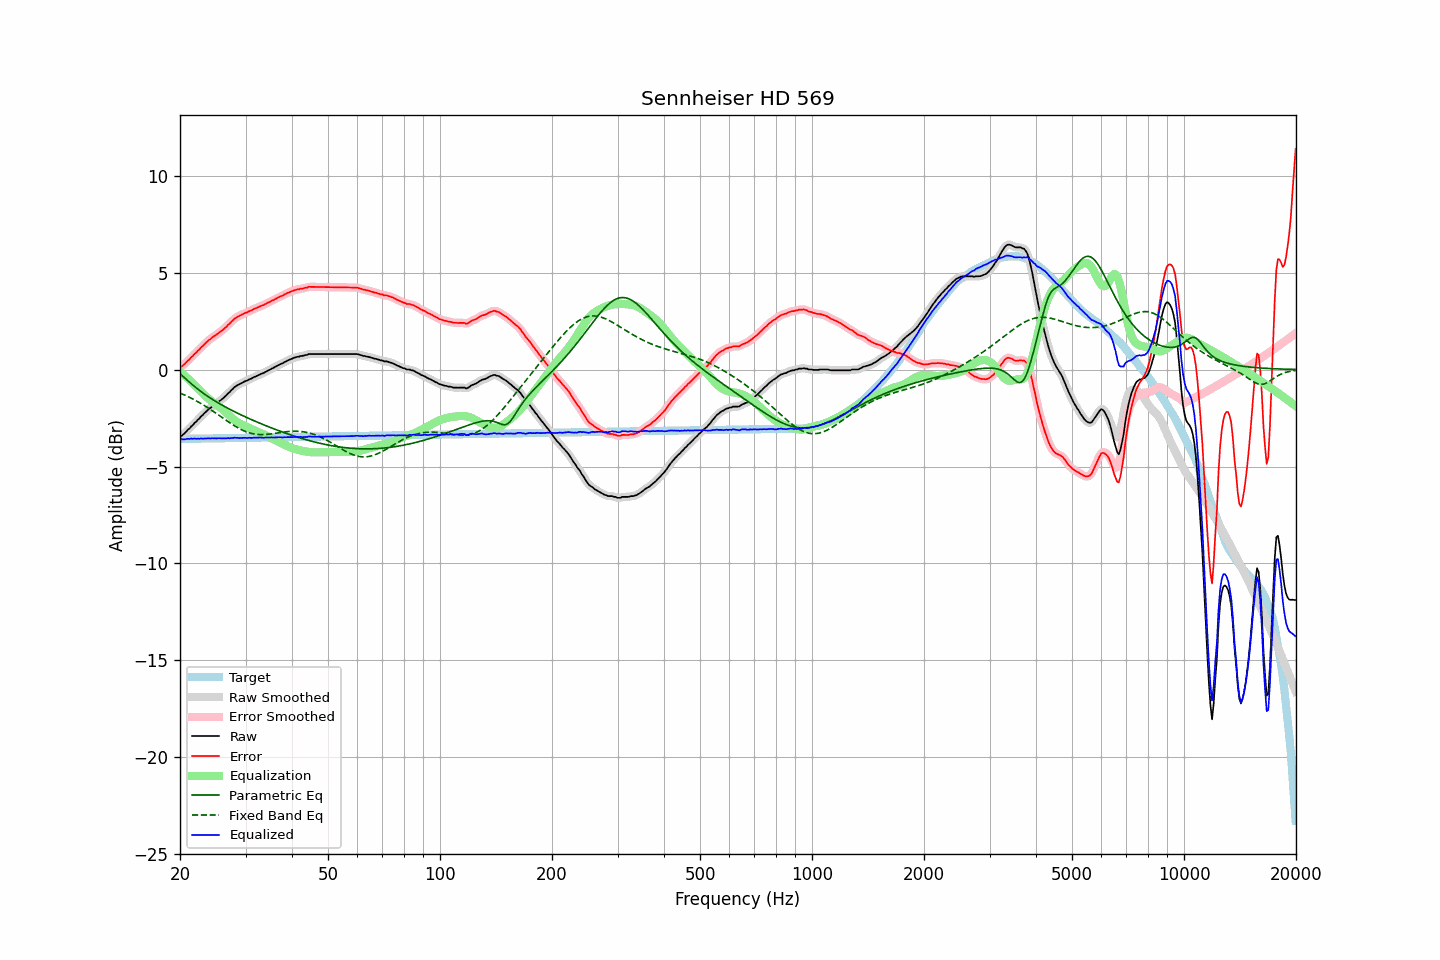 Sennheiser HD 569
Amplitude (dBr)
10
5
0
−5
−10
−15
−20
−25
Target
Raw Smoothed
Error Smoothed
Raw
Error
Equalization
Parametric Eq
Fixed Band Eq
Equalized
20 50 100 200 500 1000 2000 5000 10000 20000
Frequency (Hz)